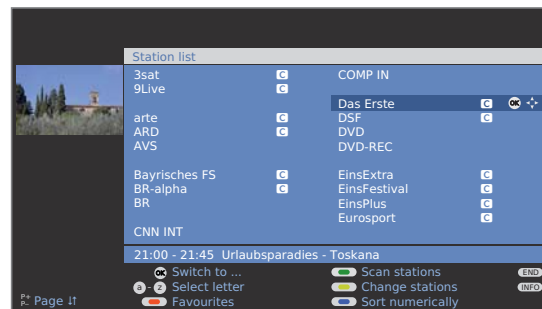 Station list
3sat C COMP IN
9Live C
Das Erste C OK
arte C DSF C
ARD C DVD
AVS DVD-REC
Bayrisches FS C EinsExtra C
BR-alpha C EinsFestival C
BR EinsPlus C
Eurosport C
CNN INT
21:00 - 21:45 Urlaubsparadies - Toskana
OK Switch to ... Scan stations END
a - z Select letter Change stations INFO
P+ P- Page Favourites Sort numerically